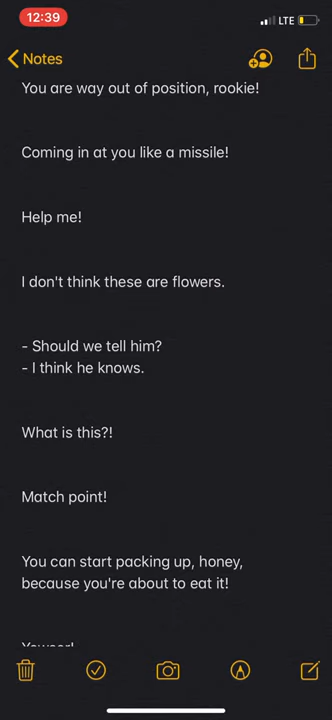 12:39
LTE
Notes
You are way out of position, rookie!
Coming in at you like a missile!
Help me!
I don't think these are flowers.
- Should we tell him?
- I think he knows.
What is this?!
Match point!
You can start packing up, honey,
because you're about to eat it!